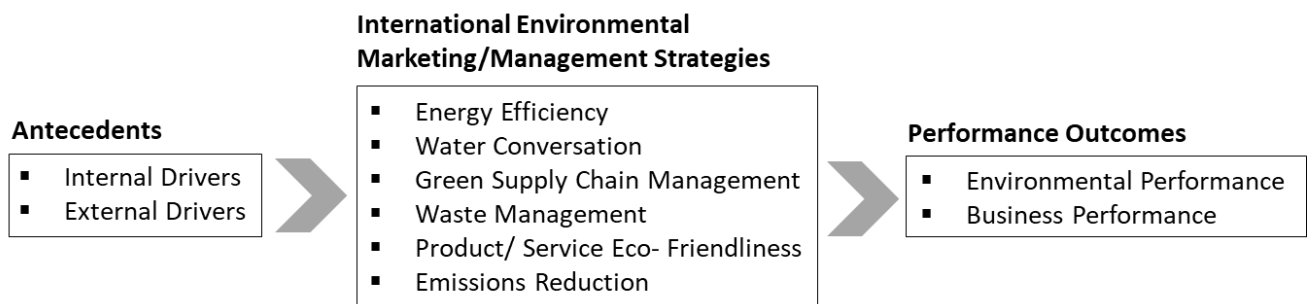 Antecedents
▪ Internal Drivers
▪ External Drivers
International Environmental
Marketing/Management Strategies
▪ Energy Efficiency
▪ Water Conversation
▪ Green Supply Chain Management
▪ Waste Management
▪ Product/ Service Eco- Friendliness
▪ Emissions Reduction
Performance Outcomes
▪ Environmental Performance
▪ Business Performance